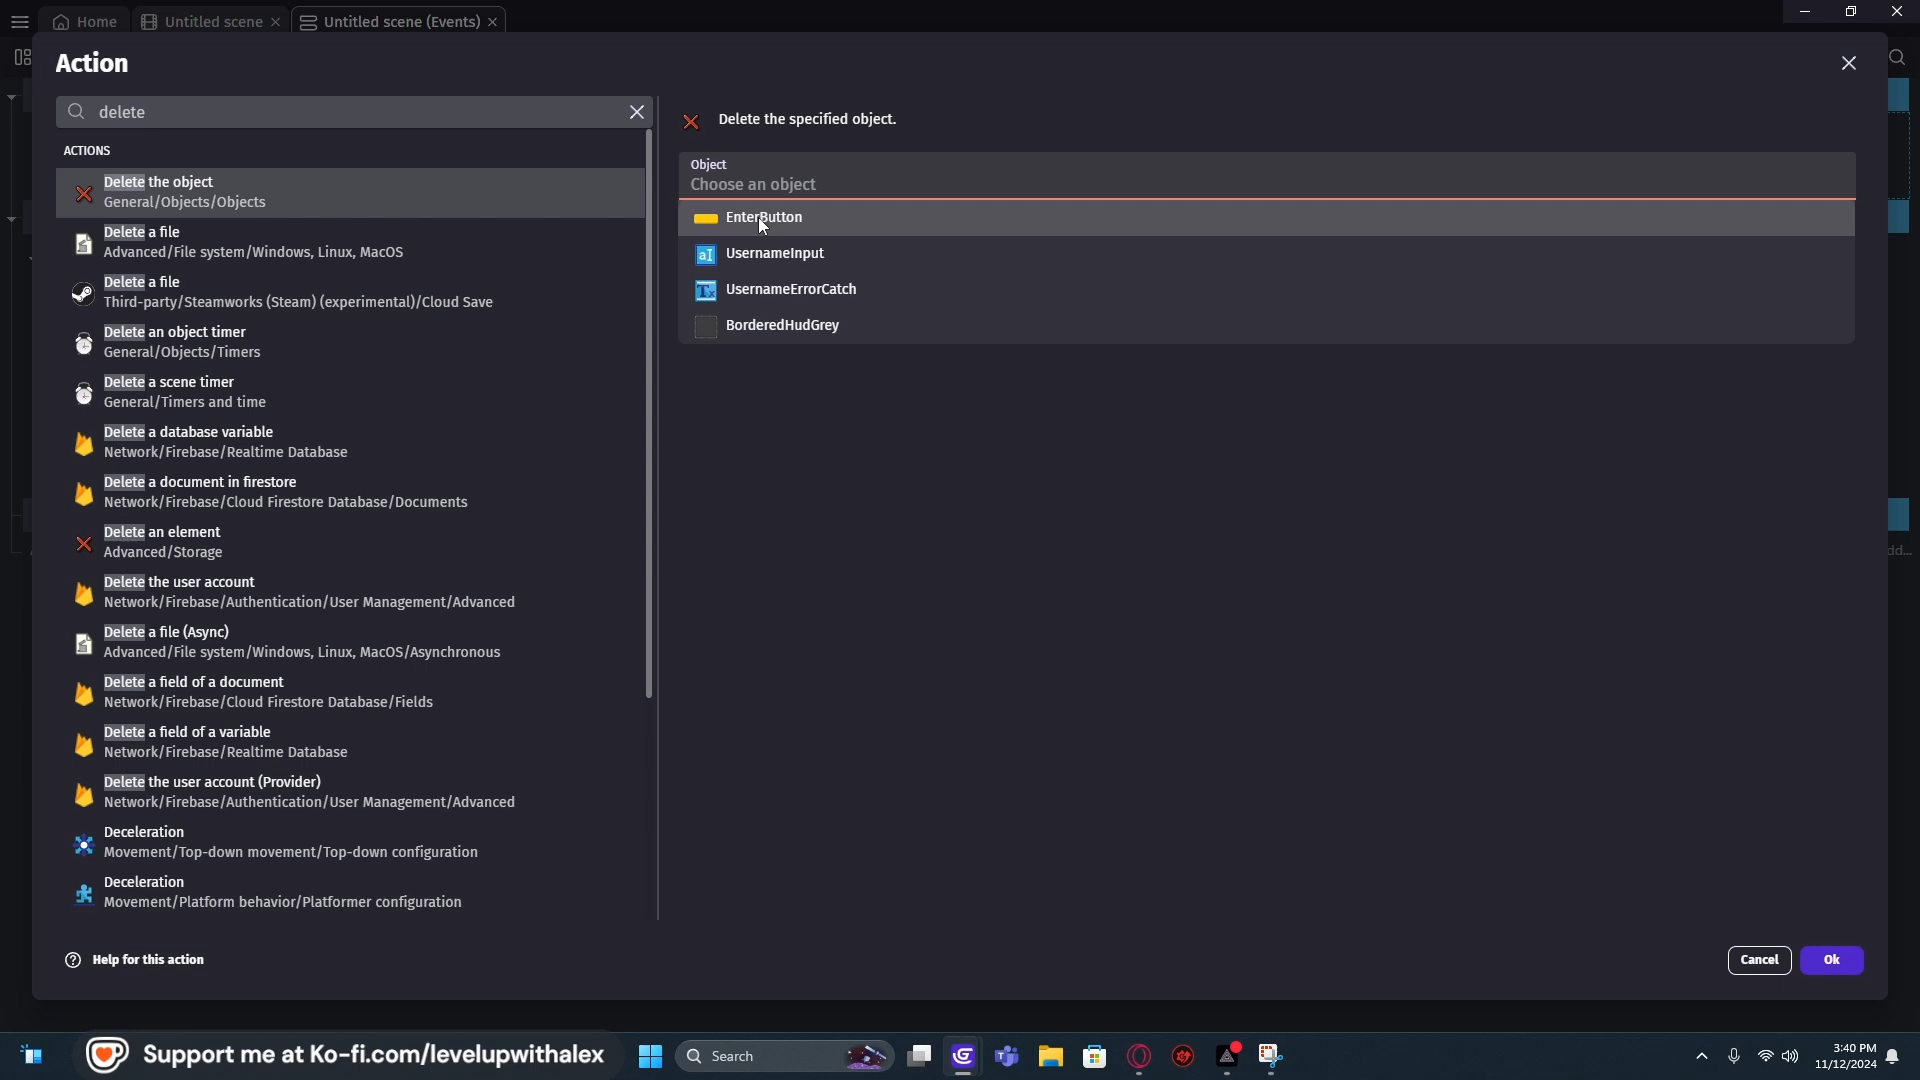 Home
Untitled scene
Untitled scene (Events)
Action
delete
ACTIONS
Delete the object
General/Objects/Objects
Delete a file
Advanced/File system/Windows, Linux, MacOS
Delete a file
Third-party/Steamworks (Steam) (experimental)/Cloud Save
Delete an object timer
General/Objects/Timers
Delete a scene timer
General/Timers and time
Delete a database variable
Network/Firebase/Realtime Database
Delete a document in firestore
Network/Firebase/Cloud Firestore Database/Documents
Delete an element
Advanced/Storage
Delete the user account
Network/Firebase/Authentication/User Management/Advanced
Delete a file (Async)
Advanced/File system/Windows, Linux, MacOS/Asynchronous
Delete a field of a document
Network/Firebase/Cloud Firestore Database/Fields
Delete a field of a variable
Network/Firebase/Realtime Database
Delete the user account (Provider)
Network/Firebase/Authentication/User Management/Advanced
Deceleration
Movement/Top-down movement/Top-down configuration
Deceleration
Movement/Platform behavior/Platformer configuration
Delete the specified object.
Object
Choose an object
EnterButton
UsernameInput
UsernameErrorCatch
BorderedHudGrey
dd...
Help for this action
Cancel
Ok
Support me at Ko-fi.com/levelupwithalex
Search
3:40 PM
11/12/2024